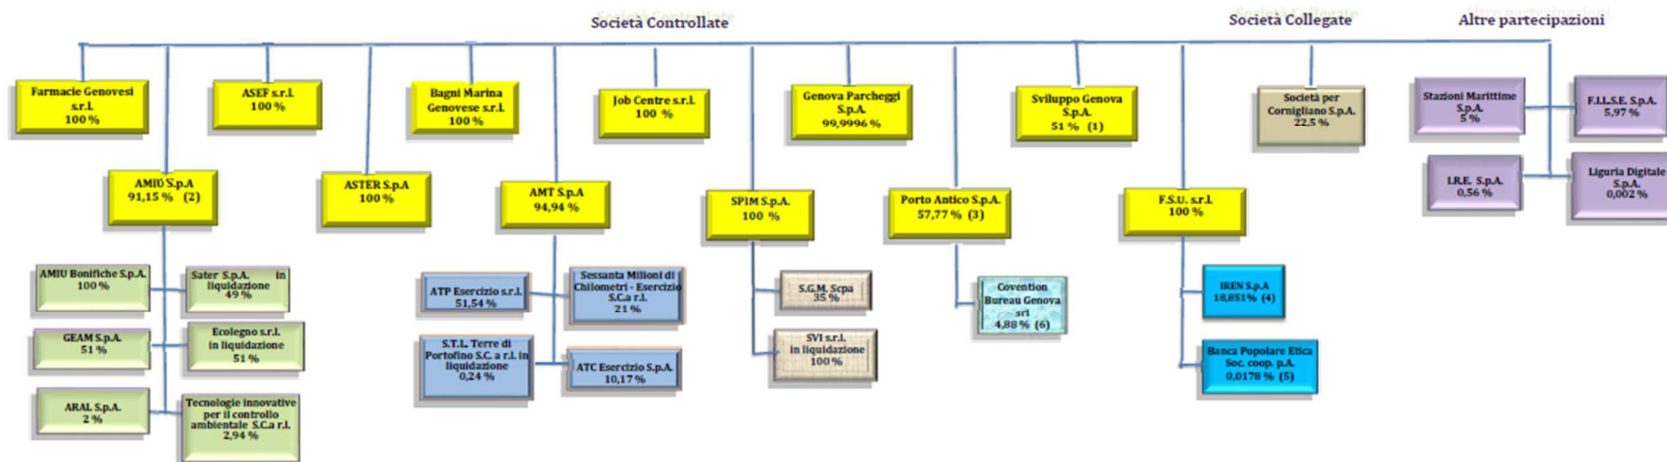 Società Controllate
Società Collegate
Altre partecipazioni
Farmacie Genovesi
s.r.l.
100 %
ASEF s.r.l.
100 %
Bagni Marina
Genovese s.r.l.
100 %
Job Centre s.r.l.
100 %
Genova Parcheggi
S.p.A.
99,9996 %
Sviluppo Genova
S.p.A.
51 % (1)
Società per
Cornigliano S.p.A.
22,5 %
Stazioni Marittime
S.p.A.
5 %
F.I.L.S.E. S.p.A.
5,97 %
AMIU S.p.A
91,15 % (2)
ASTER S.p.A
100 %
AMT S.p.A
94,94 %
SPIM S.p.A.
100 %
Porto Antico S.p.A.
57,77 % (3)
F.S.U. s.r.l.
100 %
I.R.E. S.p.A.
0,56 %
Liguria Digitale
S.p.A.
0,002 %
AMIU Bonifiche S.p.A.
100 %
Sater S.p.A. in
liquidazione
49 %
GEAM S.p.A.
51 %
Ecolegno s.r.l.
in liquidazione
51 %
ARAL S.p.A.
2 %
Tecnologie innovative
per il controllo
ambientale S.C.a r.l.
2,94 %
ATP Esercizio s.r.l.
51,54 %
Sessanta Milioni di
Chilometri - Esercizio
S.C.a r.l.
21 %
S.T.L. Terre di
Portofino S.C. a r.l. in
liquidazione
0,24 %
ATC Esercizio S.p.A.
10,17 %
S.G.M. Scpa
35 %
SVI s.r.l.
in liquidazione
100 %
Covention
Bureau Genova
srl
4,88 % (6)
IREN S.p.A
18,851% (4)
Banca Popolare Etica
Soc. coop. p.A.
0,0178 % (5)